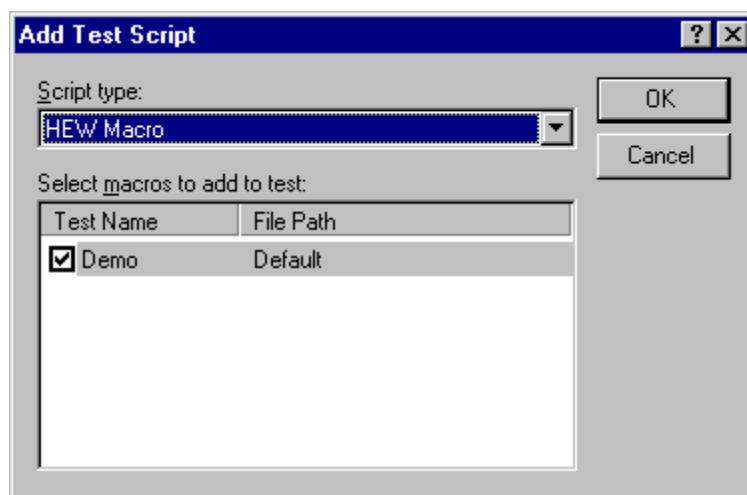 Add Test Script
Script type:
HEW Macro
OK
Cancel
Select macros to add to test:
Test Name File Path
Demo Default